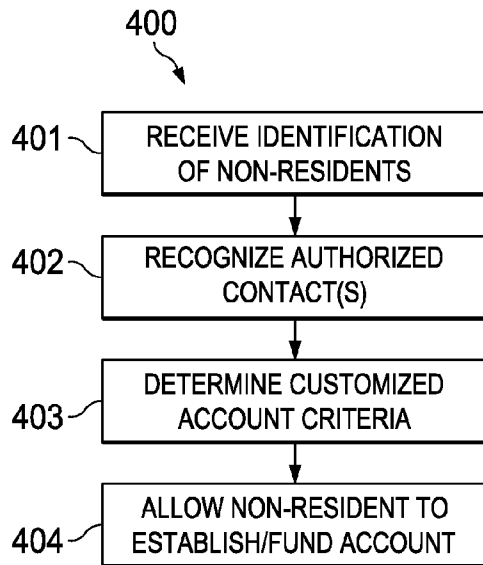 400
401
RECEIVE IDENTIFICATION
OF NON-RESIDENTS
402
RECOGNIZE AUTHORIZED
CONTACT(S)
403
DETERMINE CUSTOMIZED
ACCOUNT CRITERIA
404
ALLOW NON-RESIDENT TO
ESTABLISH/FUND ACCOUNT